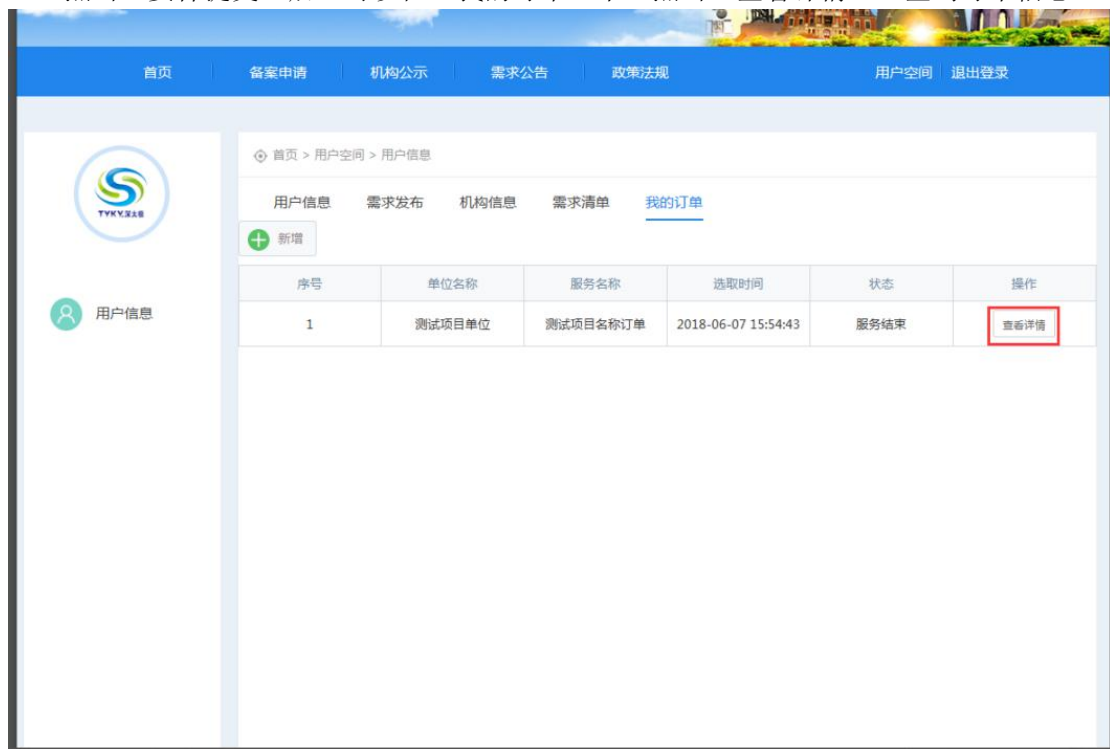 首页 备案申请 机构公示 需求公告 政策法规 用户空间 退出登录
首页 > 用户空间 > 用户信息
用户信息 需求发布 机构信息 需求清单 我的订单
新增
序号 单位名称 服务名称 选取时间 状态 操作
1 测试项目单位 测试项目名称订单 2018-06-07 15:54:43 服务结束 查看详情
用户信息